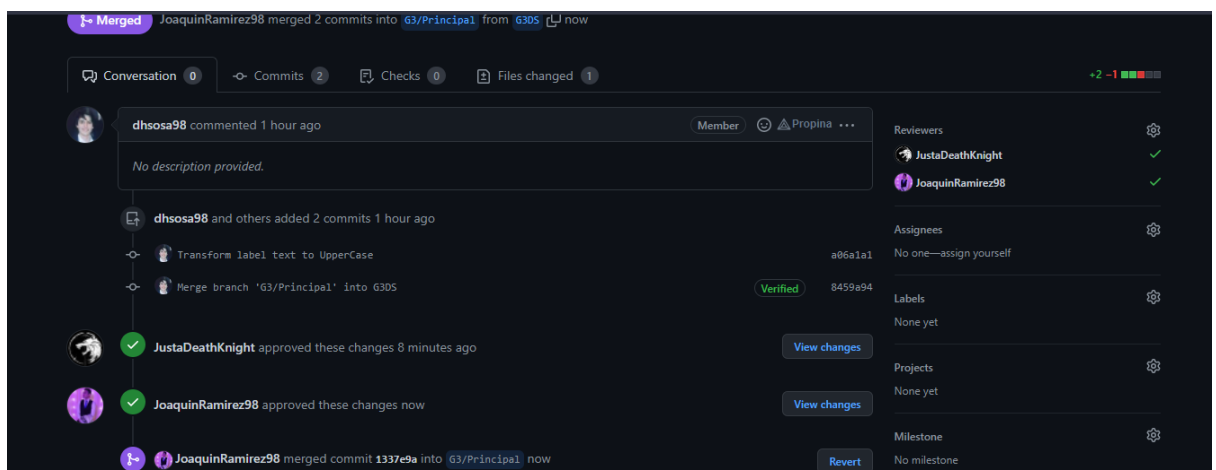 Merged JoaquinRamirez98 merged 2 commits into G3/Principal from G3DS now
Conversation 0 Commits 2 Checks 0 Files changed 1 +2 −1
dhsosa98 commented 1 hour ago Member Propina ...
No description provided.
dhsosa98 and others added 2 commits 1 hour ago
Transform label text to UpperCase a06a1a1
Merge branch 'G3/Principal' into G3DS Verified 8459a94
JustaDeathKnight approved these changes 8 minutes ago View changes
JoaquinRamirez98 approved these changes now View changes
JoaquinRamirez98 merged commit 1337e9a into G3/Principal now Revert
Reviewers
JustaDeathKnight
JoaquinRamirez98
Assignees
No one—assign yourself
Labels
None yet
Projects
None yet
Milestone
No milestone